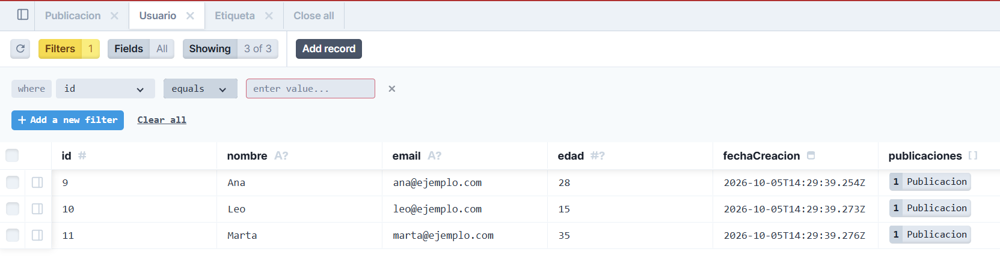 Publicacion Usuario Etiqueta Close all
Filters 1 Fields All Showing 3 of 3 Add record
where id equals enter value...
+ Add a new filter Clear all
id # nombre A? email A? edad #? fechaCreacion publicaciones []
9 Ana ana@ejemplo.com 28 2026-10-05T14:29:39.254Z 1 Publicacion
10 Leo leo@ejemplo.com 15 2026-10-05T14:29:39.273Z 1 Publicacion
11 Marta marta@ejemplo.com 35 2026-10-05T14:29:39.276Z 1 Publicacion